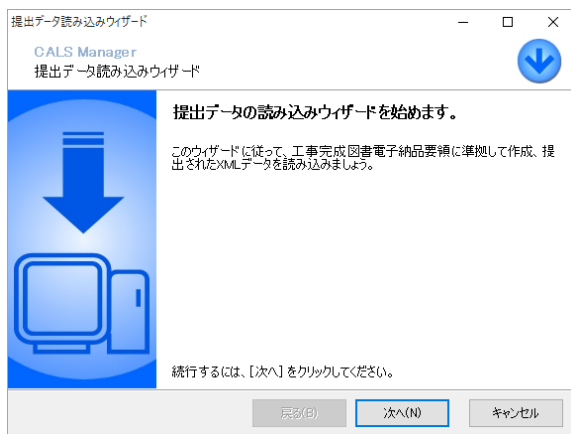 提出データ読み込みウィザード
CALS Manager
提出データ読み込みウィザード
提出データの読み込みウィザードを始めます。
このウィザードに従って、工事完成図書電子納品要領に準拠して作成、提
出されたXMLデータを読み込みましょう。
続行するには、[次へ] をクリックしてください。
戻る(B)
次へ(N)
キャンセル